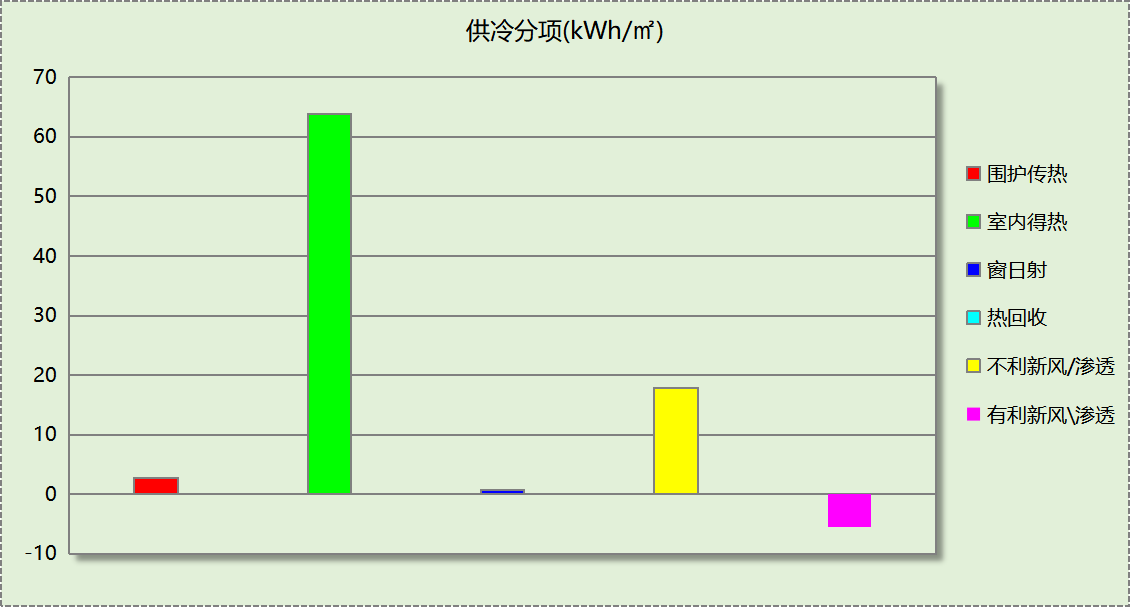 供冷分项(kWh/㎡)
70
60
50
40
30
20
10
0
-10
围护传热
室内得热
窗日射
热回收
不利新风/渗透
有利新风\渗透